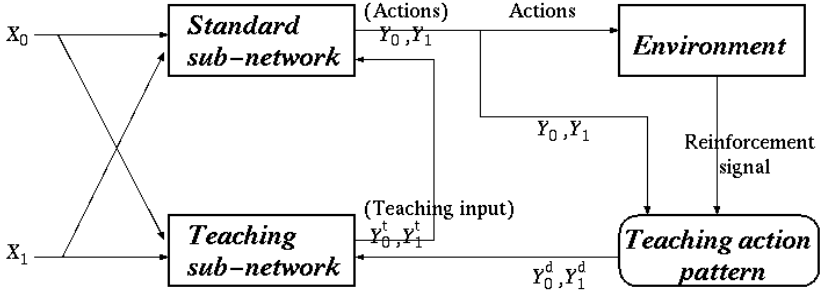 X₀
Standard
sub-network
(Actions)
Y₀ ,Y₁
Actions
Environment
Y₀ ,Y₁
Reinforcement
signal
X₁
Teaching
sub-network
(Teaching input)
Y₀ᵗ ,Y₁ᵗ
Y₀ᵈ ,Y₁ᵈ
Teaching action
pattern